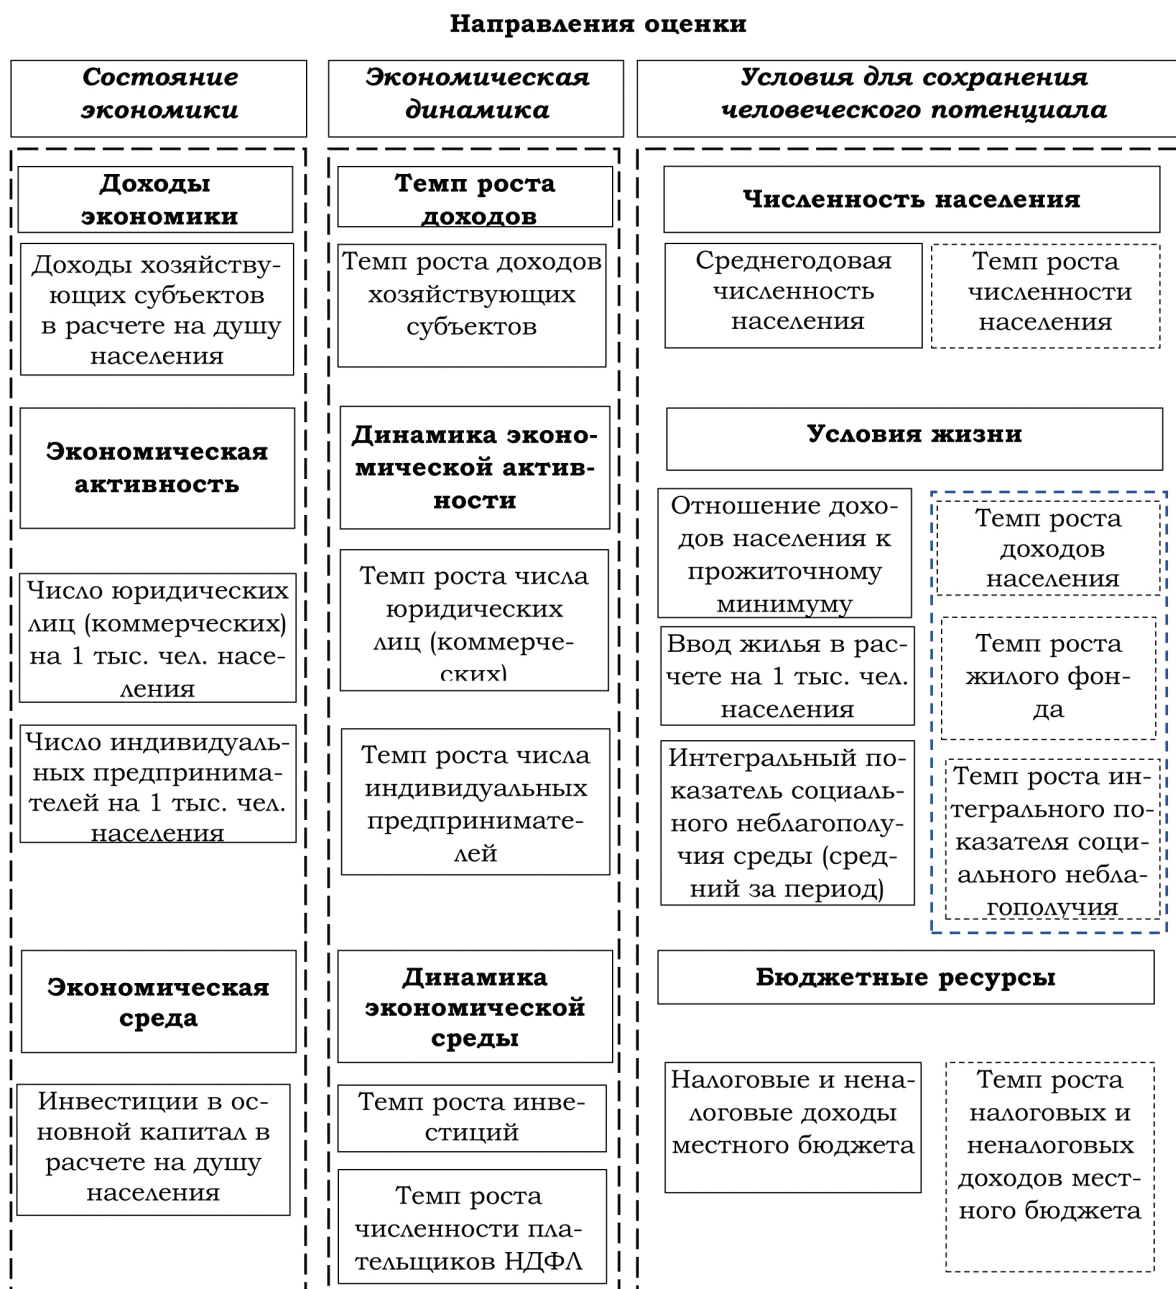 Направления оценки
Состояние
экономики
Экономическая
динамика
Условия для сохранения
человеческого потенциала
Доходы
экономики
Темп роста
доходов
Численность населения
Доходы хозяйству-
ющих субъектов
в расчете на душу
населения
Темп роста доходов
хозяйствующих
субъектов
Среднегодовая
численность
населения
Темп роста
численности
населения
Экономическая
активность
Динамика эконо-
мической актив-
ности
Условия жизни
Число юридических
лиц (коммерческих)
на 1 тыс. чел. насе-
ления
Темп роста числа
юридических
лиц (коммерче-
ских)
Отношение дохо-
дов населения к
прожиточному
минимуму
Темп роста
доходов
населения
Ввод жилья в рас-
чете на 1 тыс. чел.
населения
Темп роста
жилого фон-
да
Число индивидуаль-
ных предпринима-
телей на 1 тыс. чел.
населения
Темп роста числа
индивидуальных
предпринимате-
лей
Интегральный по-
казатель социаль-
ного неблагополу-
чия среды (сред-
ний за период)
Темп роста ин-
тегрального по-
казателя соци-
ального небла-
гополучия
Экономическая
среда
Динамика
экономической
среды
Бюджетные ресурсы
Инвестиции в ос-
новной капитал в
расчете на душу
населения
Темп роста инве-
стиций
Темп роста
численности пла-
тельщиков НДФЛ
Налоговые и нена-
логовые доходы
местного бюджета
Темп роста
налоговых и
неналоговых
доходов мест-
ного бюджета